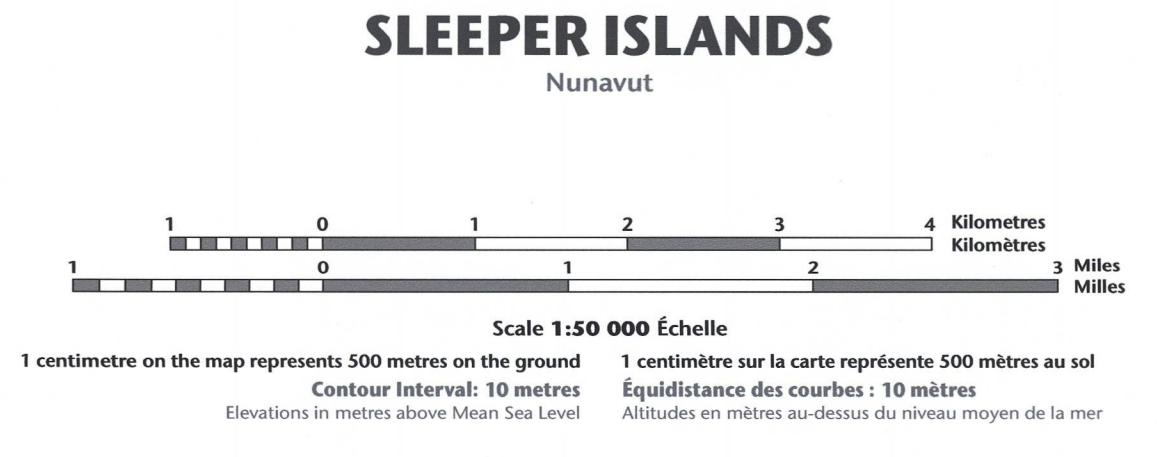 SLEEPER ISLANDS
Nunavut
1 0 1 2 3 4 Kilometres
Kilomètres
1 0 1 2 3 Miles
Milles
Scale 1:50 000 Échelle
1 centimetre on the map represents 500 metres on the ground
Contour Interval: 10 metres
Elevations in metres above Mean Sea Level
1 centimètre sur la carte représente 500 mètres au sol
Équidistance des courbes : 10 mètres
Altitudes en mètres au-dessus du niveau moyen de la mer